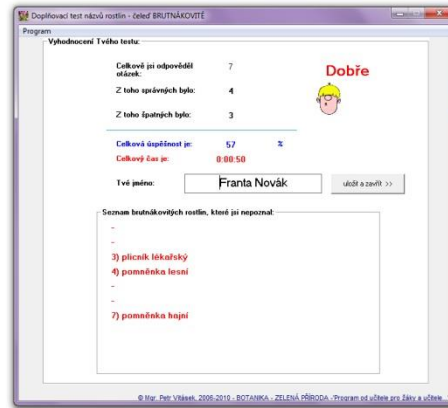 Doplňovací test názvů rostlin - čeleď BRUTNÁKOVITÉ
Program
Vyhodnocení Tvého testu:
Celkově jsi odpověděl otázek: 7
Z toho správných bylo: 4
Z toho špatných bylo: 3
Dobře
Celková úspěšnost je: 57 %
Celkový čas je: 0:00:50
Tvé jméno: Franta Novák
uložit a zavřít >>
Seznam brutnákovitých rostlin, které jsi nepoznal:
-
-
3) plicník lékařský
4) pomněnka lesní
-
-
7) pomněnka hajní
© Mgr. Petr Vitásek, 2006-2010 - BOTANIKA - ZELENÁ PŘÍRODA -"Program od učitele pro žáky a učitele